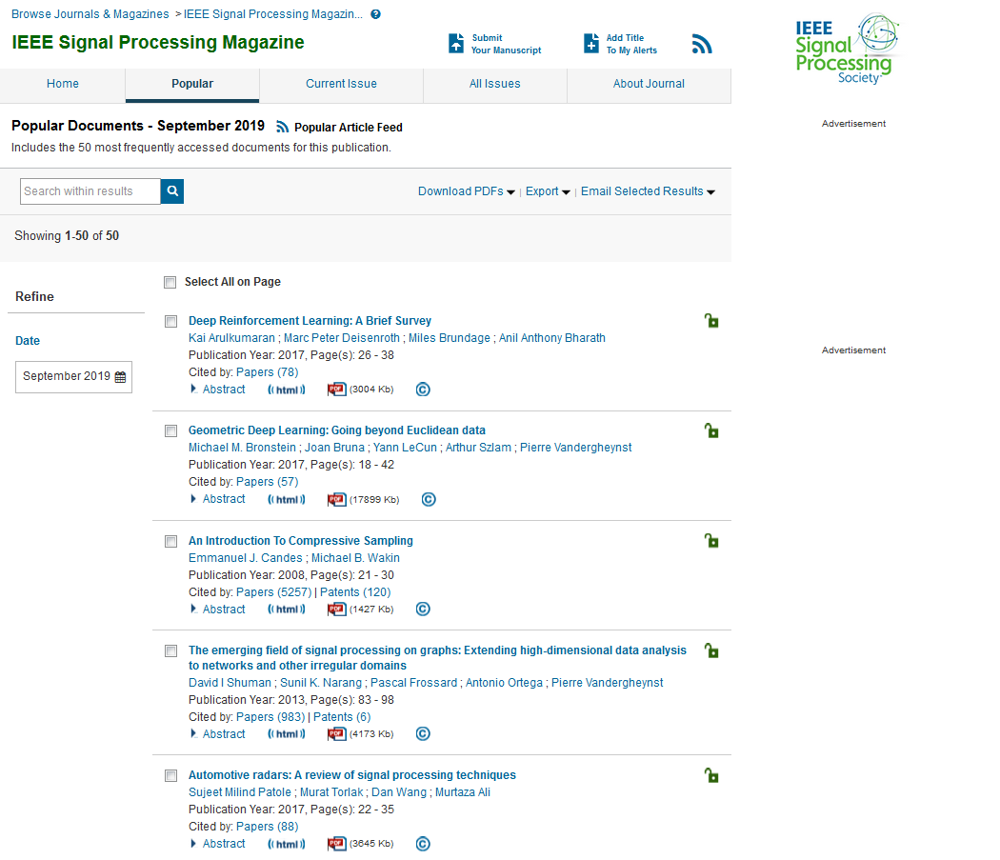 Browse Journals & Magazines > IEEE Signal Processing Magazin... ?
IEEE Signal Processing Magazine
Submit
Your Manuscript
Add Title
To My Alerts
IEEE
Signal
Processing
Society
Home Popular Current Issue All Issues About Journal
Advertisement
Popular Documents - September 2019 Popular Article Feed
Includes the 50 most frequently accessed documents for this publication.
Search within results
Download PDFs | Export | Email Selected Results
Showing 1-50 of 50
Refine
Date
September 2019
Select All on Page
Deep Reinforcement Learning: A Brief Survey
Kai Arulkumaran ; Marc Peter Deisenroth ; Miles Brundage ; Anil Anthony Bharath
Publication Year: 2017, Page(s): 26 - 38
Cited by: Papers (78)
Abstract ((html)) PDF (3004 Kb) ©
Advertisement
Geometric Deep Learning: Going beyond Euclidean data
Michael M. Bronstein ; Joan Bruna ; Yann LeCun ; Arthur Szlam ; Pierre Vandergheynst
Publication Year: 2017, Page(s): 18 - 42
Cited by: Papers (57)
Abstract ((html)) PDF (17899 Kb) ©
An Introduction To Compressive Sampling
Emmanuel J. Candes ; Michael B. Wakin
Publication Year: 2008, Page(s): 21 - 30
Cited by: Papers (5257) | Patents (120)
Abstract ((html)) PDF (1427 Kb) ©
The emerging field of signal processing on graphs: Extending high-dimensional data analysis
to networks and other irregular domains
David I Shuman ; Sunil K. Narang ; Pascal Frossard ; Antonio Ortega ; Pierre Vandergheynst
Publication Year: 2013, Page(s): 83 - 98
Cited by: Papers (983) | Patents (6)
Abstract ((html)) PDF (4173 Kb) ©
Automotive radars: A review of signal processing techniques
Sujeet Milind Patole ; Murat Torlak ; Dan Wang ; Murtaza Ali
Publication Year: 2017, Page(s): 22 - 35
Cited by: Papers (88)
Abstract ((html)) PDF (3645 Kb) ©